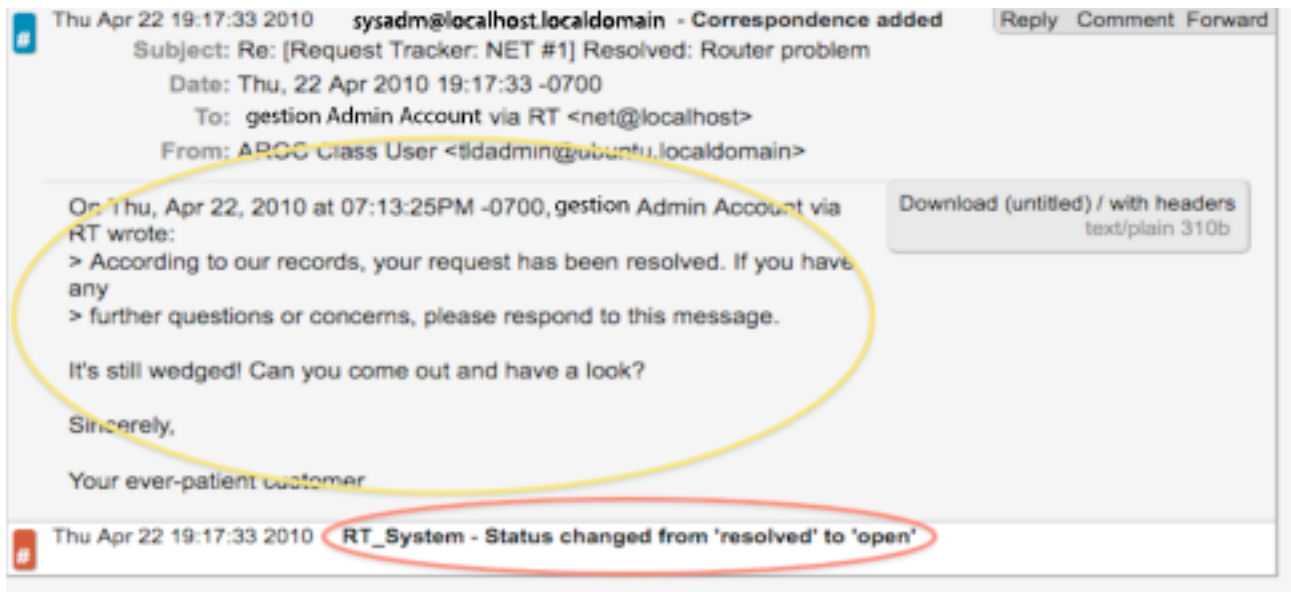 Thu Apr 22 19:17:33 2010 sysadm@localhost.localdomain - Correspondence added Reply Comment Forward
#
Subject: Re: [Request Tracker: NET #1] Resolved: Router problem
Date: Thu, 22 Apr 2010 19:17:33 -0700
To: gestion Admin Account via RT <net@localhost>
From: AROC Class User <tldadmin@ubuntu.localdomain>
On Thu, Apr 22, 2010 at 07:13:25PM -0700, gestion Admin Account via
RT wrote:
> According to our records, your request has been resolved. If you have
any
> further questions or concerns, please respond to this message.
It's still wedged! Can you come out and have a look?
Sincerely,
Your ever-patient customer
Download (untitled) / with headers
text/plain 310b
Thu Apr 22 19:17:33 2010 RT_System - Status changed from 'resolved' to 'open'
#